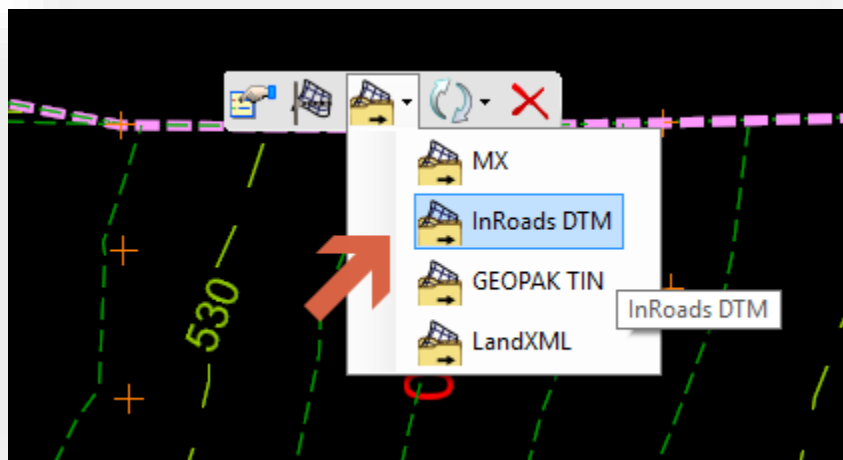 MX
InRoads DTM
GEOPAK TIN
InRoads DTM
LandXML
530